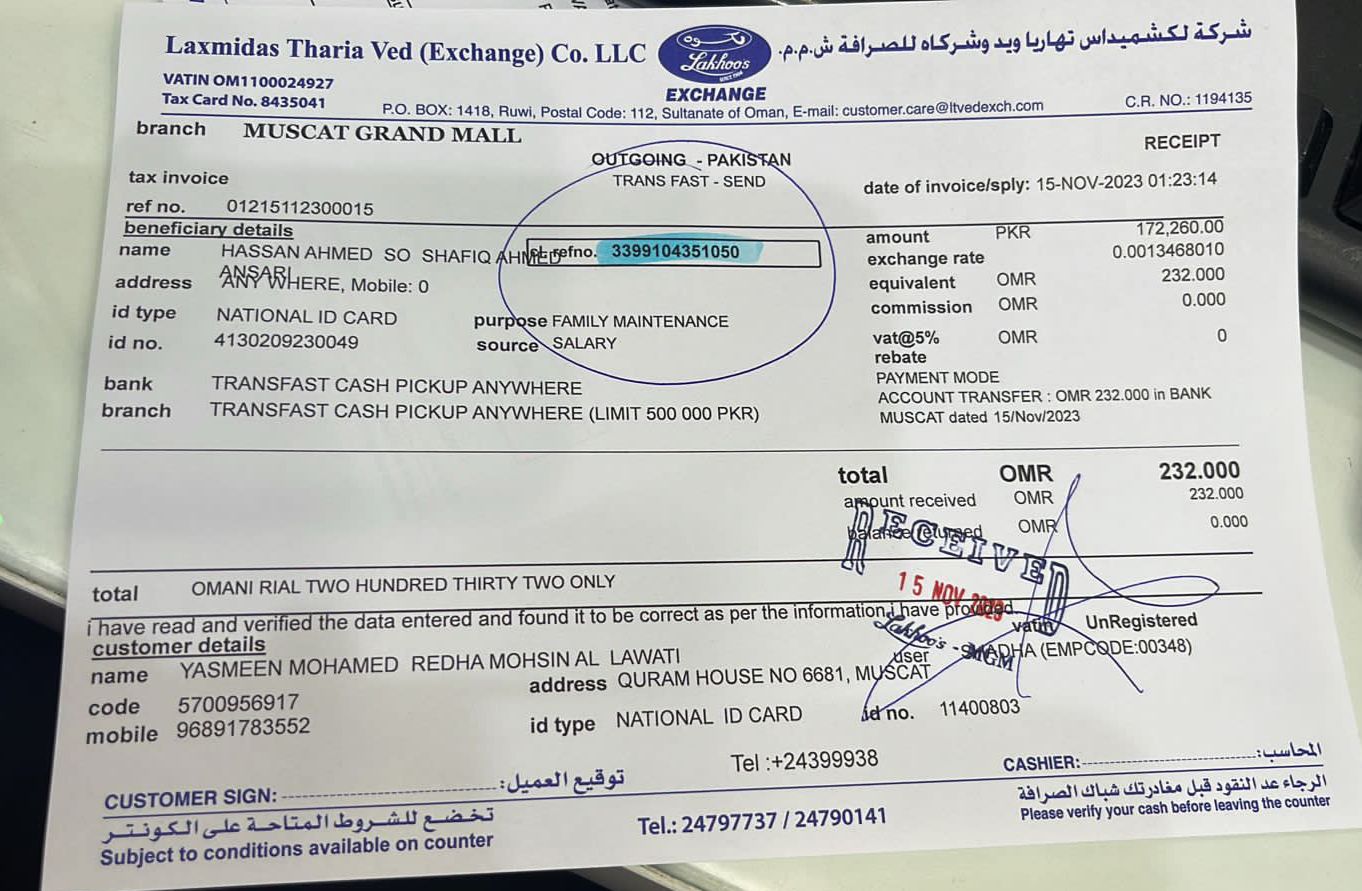 Laxmidas Tharia Ved (Exchange) Co. LLC
شركة لكشميداس تهاريا ويد وشركاه للصرافة ش.م.م.
Lakhoo's
SINCE 1904
EXCHANGE
VATIN OM1100024927
Tax Card No. 8435041
P.O. BOX: 1418, Ruwi, Postal Code: 112, Sultanate of Oman, E-mail: customer.care@ltvedexch.com
C.R. NO.: 1194135
branch MUSCAT GRAND MALL
RECEIPT
OUTGOING - PAKISTAN
TRANS FAST - SEND
tax invoice
date of invoice/sply: 15-NOV-2023 01:23:14
ref no. 01215112300015
beneficiary details
name HASSAN AHMED SO SHAFIQ AHMED
ANSARI
refno. 3399104351050
address ANY WHERE, Mobile: 0
id type NATIONAL ID CARD
id no. 4130209230049
purpose FAMILY MAINTENANCE
source SALARY
bank TRANSFAST CASH PICKUP ANYWHERE
branch TRANSFAST CASH PICKUP ANYWHERE (LIMIT 500 000 PKR)
amount PKR 172,260.00
exchange rate 0.0013468010
equivalent OMR 232.000
commission OMR 0.000
vat@5% OMR 0
rebate
PAYMENT MODE
ACCOUNT TRANSFER : OMR 232.000 in BANK
MUSCAT dated 15/Nov/2023
total OMR 232.000
amount received OMR 232.000
balance returned OMR 0.000
RECEIVED
15 NOV 2023
Lakhoo's - MGM
total OMANI RIAL TWO HUNDRED THIRTY TWO ONLY
i have read and verified the data entered and found it to be correct as per the information i have provided
vatin UnRegistered
customer details
name YASMEEN MOHAMED REDHA MOHSIN AL LAWATI
user (EMPCODE:00348)
code 5700956917
address QURAM HOUSE NO 6681, MUSCAT
mobile 96891783552
id type NATIONAL ID CARD
id no. 11400803
Tel :+24399938
CUSTOMER SIGN: توقيع العميل:
CASHIER: المحاسب:
تخضع للشروط المتاحة على الكونتر
Subject to conditions available on counter
Tel.: 24797737 / 24790141
الرجاء عد النقود قبل مغادرتك شباك الصرافة
Please verify your cash before leaving the counter